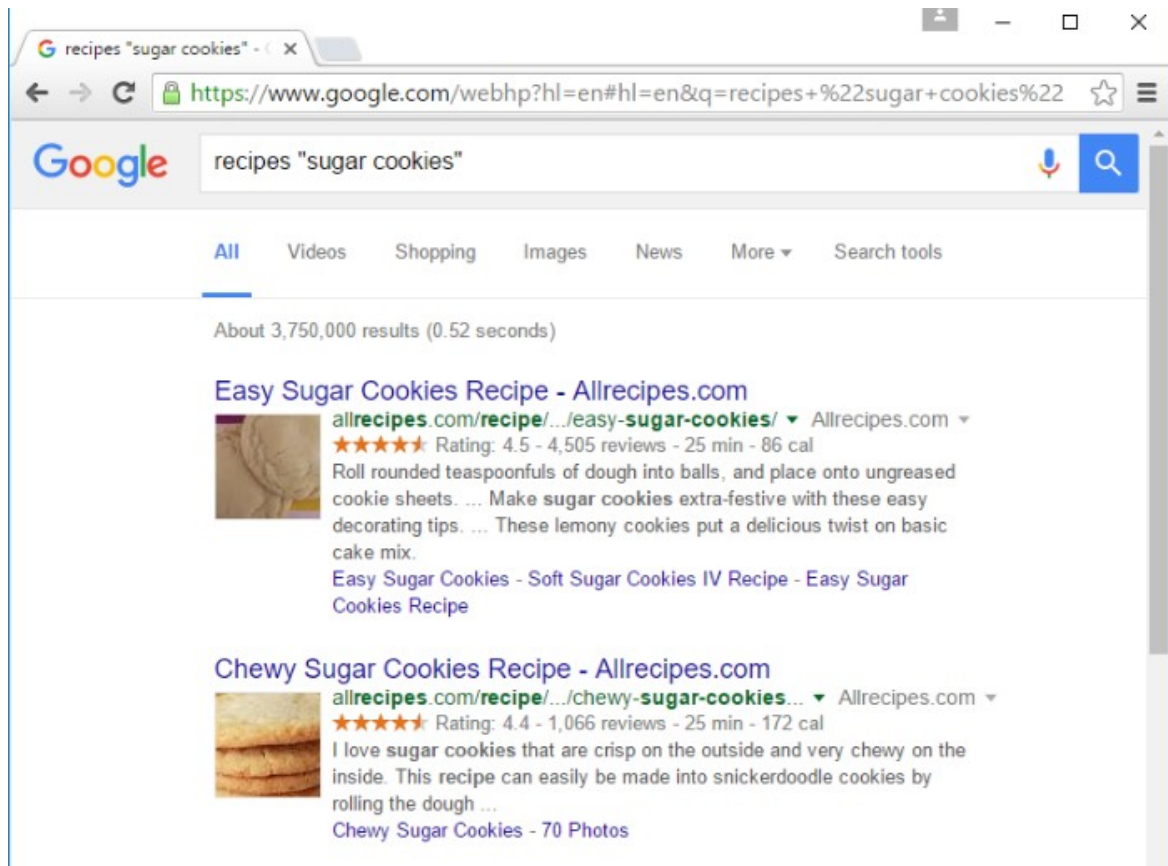 recipes "sugar cookies" - (
https://www.google.com/webhp?hl=en#hl=en&q=recipes+%22sugar+cookies%22
Google recipes "sugar cookies"
All Videos Shopping Images News More Search tools
About 3,750,000 results (0.52 seconds)
Easy Sugar Cookies Recipe - Allrecipes.com
allrecipes.com/recipe/.../easy-sugar-cookies/ Allrecipes.com
Rating: 4.5 - 4,505 reviews - 25 min - 86 cal
Roll rounded teaspoonfuls of dough into balls, and place onto ungreased
cookie sheets. ... Make sugar cookies extra-festive with these easy
decorating tips. ... These lemony cookies put a delicious twist on basic
cake mix.
Easy Sugar Cookies - Soft Sugar Cookies IV Recipe - Easy Sugar
Cookies Recipe
Chewy Sugar Cookies Recipe - Allrecipes.com
allrecipes.com/recipe/.../chewy-sugar-cookies... Allrecipes.com
Rating: 4.4 - 1,066 reviews - 25 min - 172 cal
I love sugar cookies that are crisp on the outside and very chewy on the
inside. This recipe can easily be made into snickerdoodle cookies by
rolling the dough ...
Chewy Sugar Cookies - 70 Photos